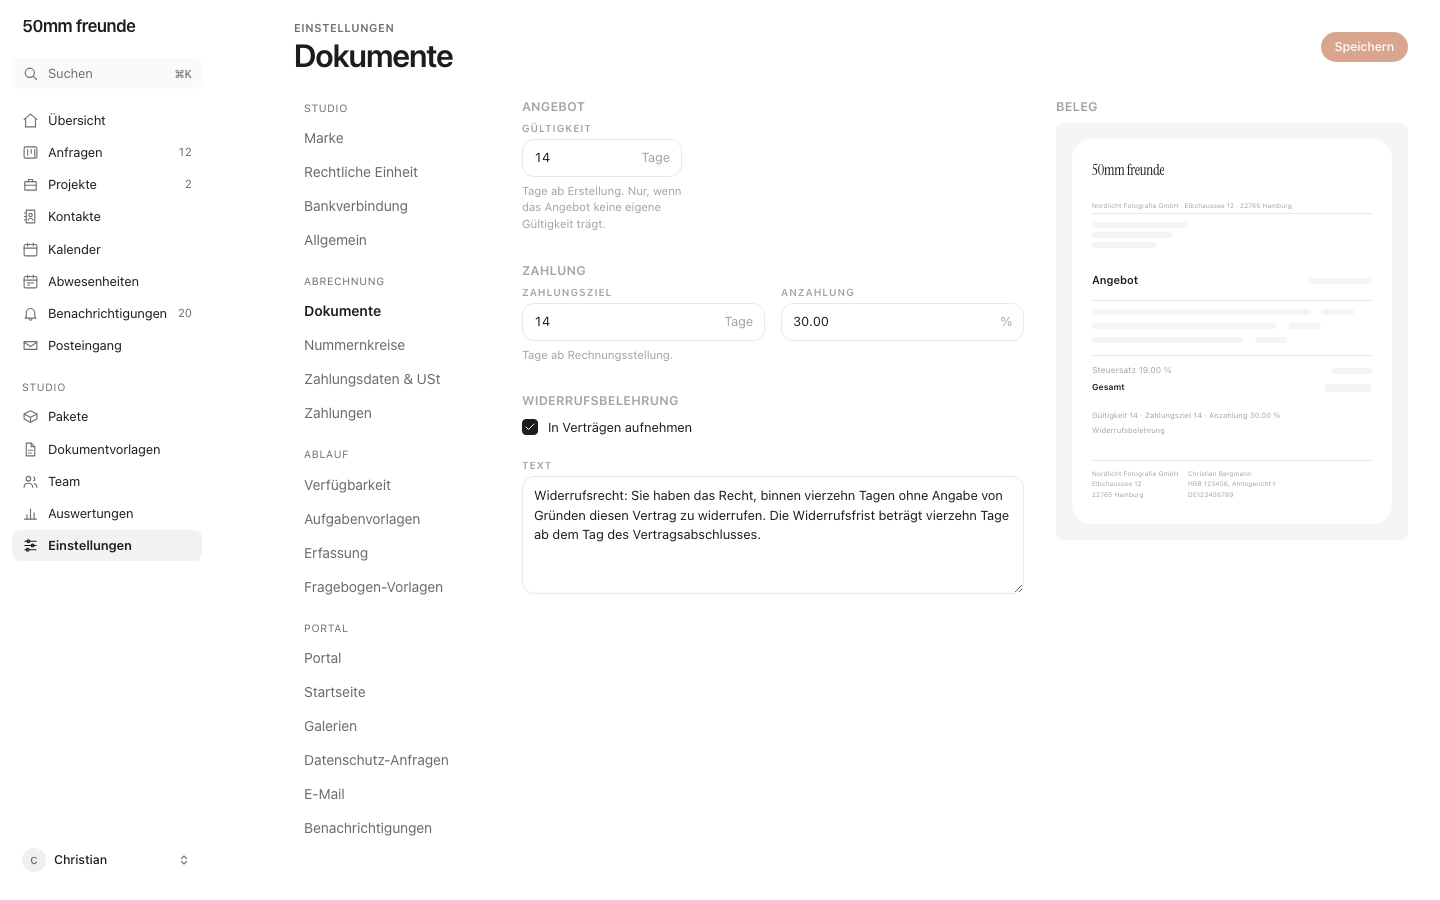 50mm freunde
Suchen ⌘K
Übersicht
Anfragen 12
Projekte 2
Kontakte
Kalender
Abwesenheiten
Benachrichtigungen 20
Posteingang
STUDIO
Pakete
Dokumentvorlagen
Team
Auswertungen
Einstellungen
C Christian
EINSTELLUNGEN
Dokumente
Speichern
STUDIO
Marke
Rechtliche Einheit
Bankverbindung
Allgemein
ABRECHNUNG
Dokumente
Nummernkreise
Zahlungsdaten & USt
Zahlungen
ABLAUF
Verfügbarkeit
Aufgabenvorlagen
Erfassung
Fragebogen-Vorlagen
PORTAL
Portal
Startseite
Galerien
Datenschutz-Anfragen
E-Mail
Benachrichtigungen
ANGEBOT
GÜLTIGKEIT
14 Tage
Tage ab Erstellung. Nur, wenn
das Angebot keine eigene
Gültigkeit trägt.
ZAHLUNG
ZAHLUNGSZIEL
14 Tage
Tage ab Rechnungsstellung.
ANZAHLUNG
30.00 %
WIDERRUFSBELEHRUNG
In Verträgen aufnehmen
TEXT
Widerrufsrecht: Sie haben das Recht, binnen vierzehn Tagen ohne Angabe von
Gründen diesen Vertrag zu widerrufen. Die Widerrufsfrist beträgt vierzehn Tage
ab dem Tag des Vertragsabschlusses.
BELEG
50mm freunde
Nordlicht Fotografie GmbH · Elbchaussee 12 · 22765 Hamburg
Angebot
Steuersatz 19.00 %
Gesamt
Gültigkeit 14 · Zahlungsziel 14 · Anzahlung 30.00 %
Widerrufsbelehrung
Nordlicht Fotografie GmbH
Elbchaussee 12
22765 Hamburg
Christian Bergmann
HRB 123456, Amtsgericht
DE123456789